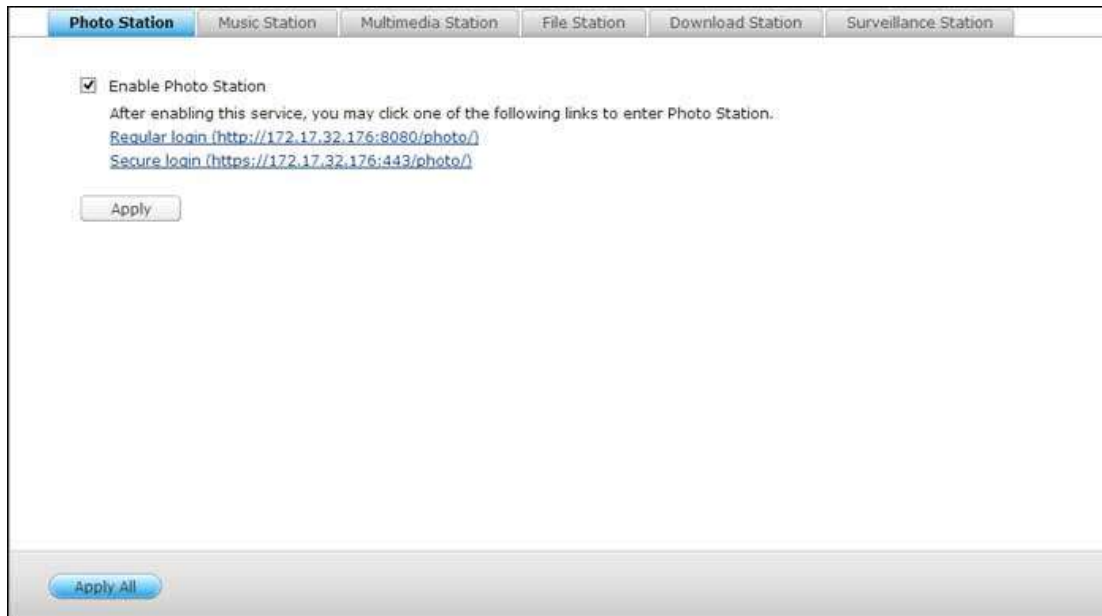 Photo Station Music Station Multimedia Station File Station Download Station Surveillance Station
Enable Photo Station
After enabling this service, you may click one of the following links to enter Photo Station.
Regular login (http://172.17.32.176:8080/photo/)
Secure login (https://172.17.32.176:443/photo/)
Apply
Apply All